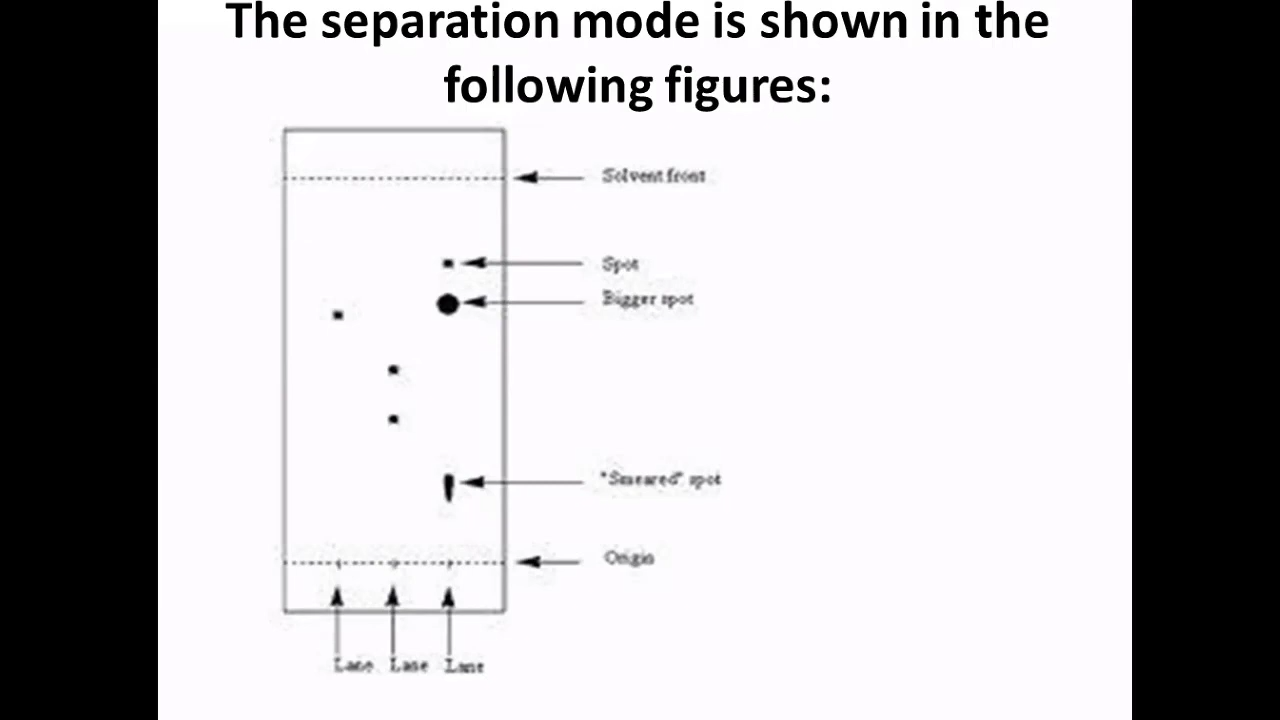 The separation mode is shown in the
following figures:
Solvent front
Spot
Bigger spot
"Smeared" spot
Origin
Lane Lane Lane